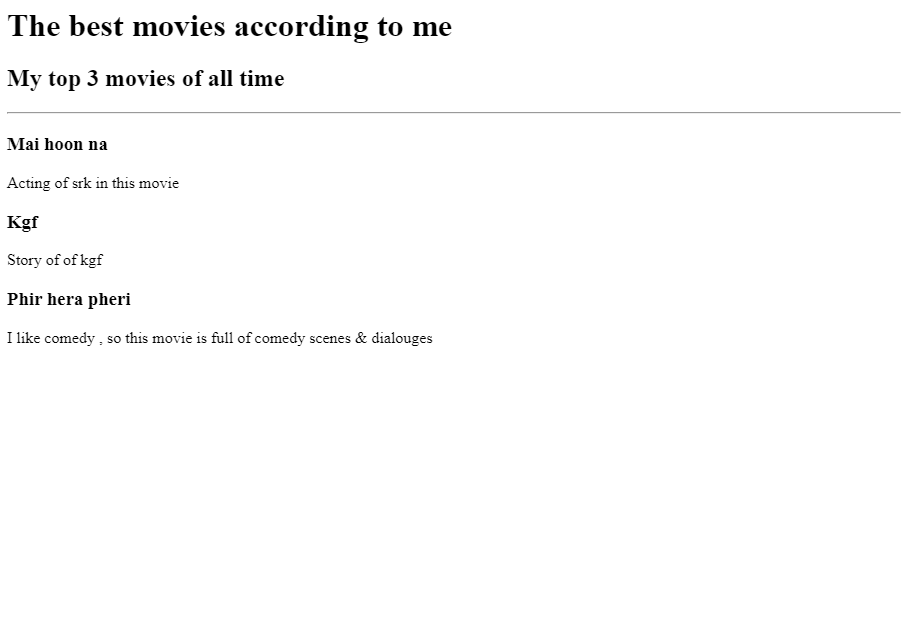 The best movies according to me
My top 3 movies of all time
Mai hoon na
Acting of srk in this movie
Kgf
Story of of kgf
Phir hera pheri
I like comedy , so this movie is full of comedy scenes & dialouges